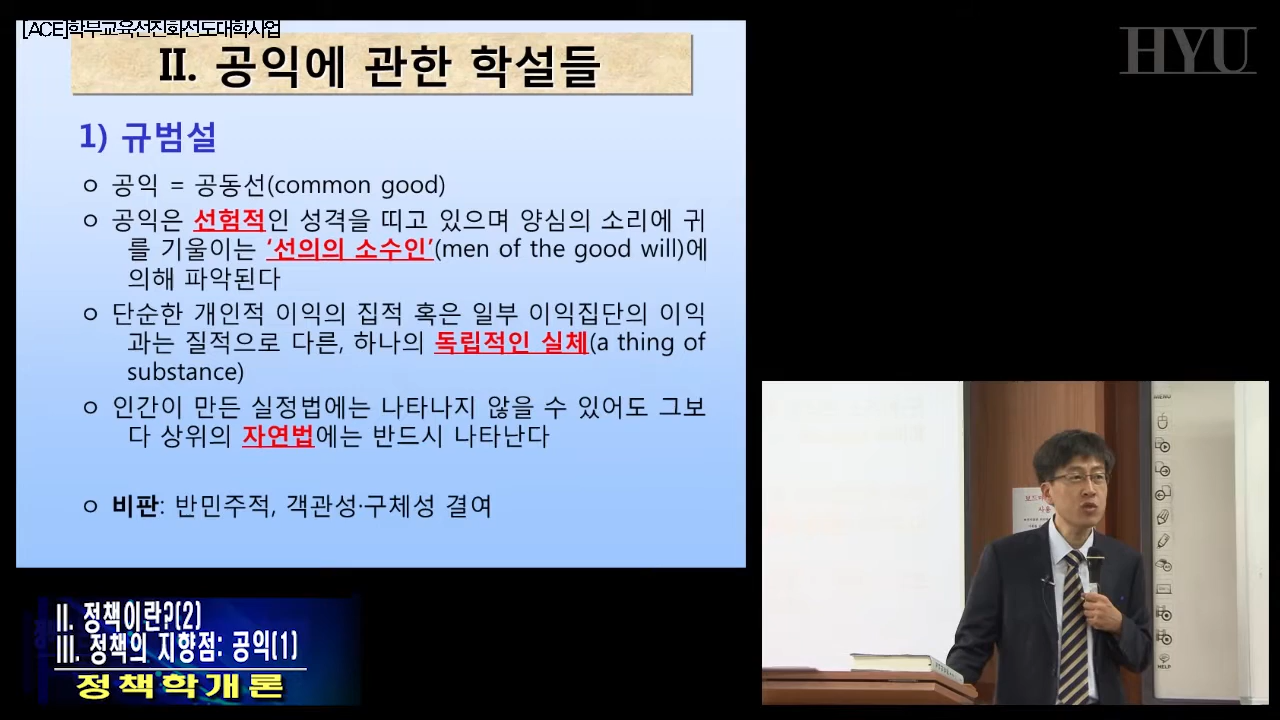 [ACE]학부교육선진화선도대학사업
HYU
II. 공익에 관한 학설들
1) 규범설
공익 = 공동선(common good)
공익은 선험적인 성격을 띠고 있으며 양심의 소리에 귀
를 기울이는 ‘선의의 소수인’(men of the good will)에
의해 파악된다
단순한 개인적 이익의 집적 혹은 일부 이익집단의 이익
과는 질적으로 다른, 하나의 독립적인 실체(a thing of
substance)
인간이 만든 실정법에는 나타나지 않을 수 있어도 그보
다 상위의 자연법에는 반드시 나타난다
비판: 반민주적, 객관성·구체성 결여
II. 정책이란?(2)
III. 정책의 지향점: 공익(1)
정책학개론
MENU
사용
HELP